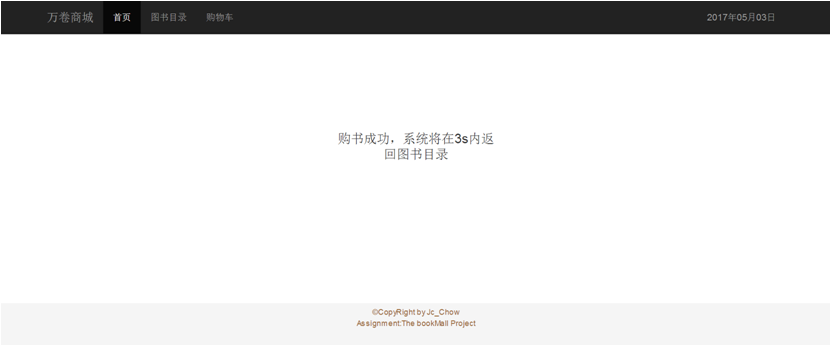 万卷商城 首页 图书目录 购物车 2017年05月03日
购书成功，系统将在3s内返
回图书目录
©CopyRight by Jc_Chow
Assignment:The bookMall Project